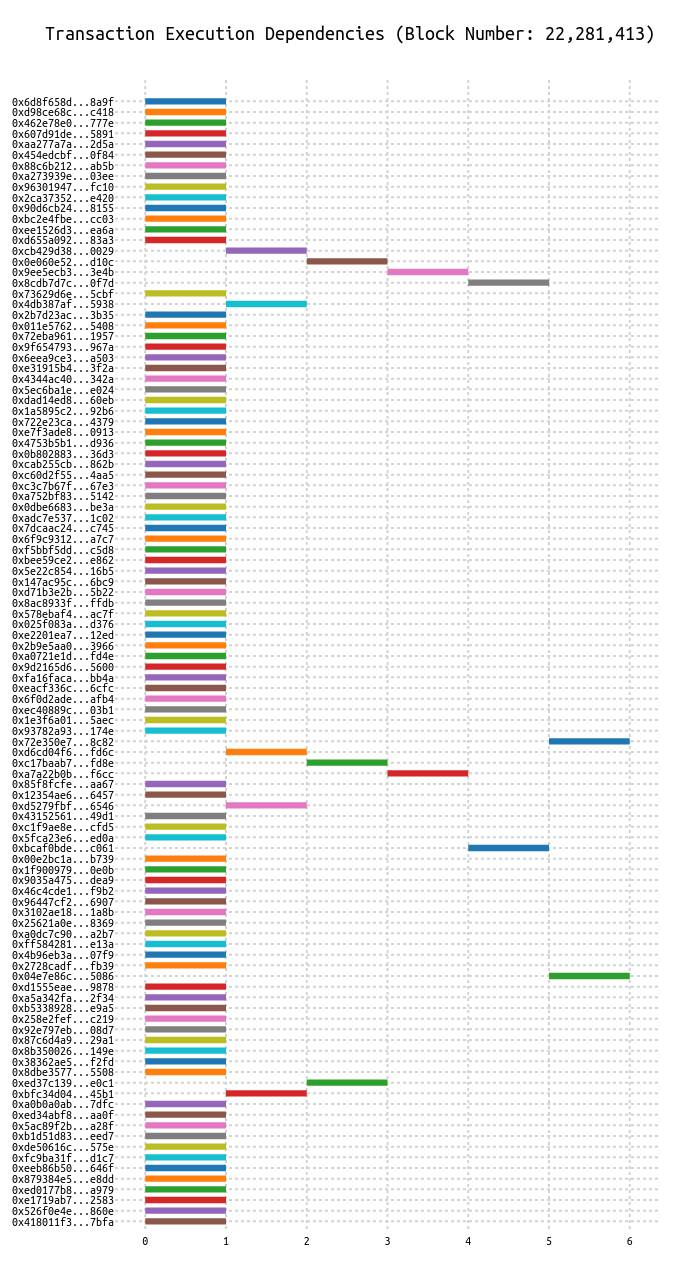 Transaction Execution Dependencies (Block Number: 22,281,413)
0x6d8f658d...8a9f
0xd98ce68c...c418
0x462e78e0...777e
0x607d91de...5891
0xaa277a7a...2d5a
0x454edcbf...0f84
0x88c6b212...ab5b
0xa273939e...03ee
0x96301947...fc10
0x2ca37352...e420
0x90d6cb24...8155
0xbc2e4fbe...cc03
0xee1526d3...ea6a
0xd655a092...83a3
0xcb429d38...0029
0x0e060e52...d10c
0x9ee5ecb3...3e4b
0x8cdb7d7c...0f7d
0x73629d6e...5cbf
0x4db387af...5938
0x2b7d23ac...3b35
0x011e5762...5408
0x72eba961...1957
0x9f654793...967a
0x6eea9ce3...a503
0xe31915b4...3f2a
0x4344ac40...342a
0x5ec6ba1e...e024
0xdad14ed8...60eb
0x1a5895c2...92b6
0x722e23ca...4379
0xe7f3ade8...0913
0x4753b5b1...d936
0x0b802883...36d3
0xcab255cb...862b
0xc60d2f55...4aa5
0xc3c7b67f...67e3
0xa752bf83...5142
0x0dbe6683...be3a
0xadc7e537...1c02
0x7dcaac24...c745
0x6f9c9312...a7c7
0xf5bbf5dd...c5d8
0xbee59ce2...e862
0x5e22c854...16b5
0x147ac95c...6bc9
0xd71b3e2b...5b22
0x8ac8933f...ffdb
0x578ebaf4...ac7f
0x025f083a...d376
0xe2201ea7...12ed
0x2b9e5aa0...3966
0xa0721e1d...fd4e
0x9d2165d6...5600
0xfa16faca...bb4a
0xeacf336c...6cfc
0x6f0d2ade...afb4
0xec40889c...03b1
0x1e3f6a01...5aec
0x93782a93...174e
0x72e350e7...8c82
0xd6cd04f6...fd6c
0xc17baab7...fd8e
0xa7a22b0b...f6cc
0x85f8fcfe...aa67
0x12354ae6...6457
0xd5279fbf...6546
0x43152561...49d1
0xc1f9ae8e...cfd5
0x5fca23e6...ed0a
0xbcaf0bde...c061
0x00e2bc1a...b739
0x1f900979...0e0b
0x9035a475...dea9
0x46c4cde1...f9b2
0x96447cf2...6907
0x3102ae18...1a8b
0x25621a0e...8369
0xa0dc7c90...a2b7
0xff584281...e13a
0x4b96eb3a...07f9
0x2728cadf...fb39
0x04e7e86c...5086
0xd1555eae...9878
0xa5a342fa...2f34
0xb5338928...e9a5
0x258e2fef...c219
0x92e797eb...08d7
0x87c6d4a9...29a1
0x8b350026...149e
0x38362ae5...f2fd
0x8dbe3577...5508
0xed37c139...e0c1
0xbfc34d04...45b1
0xa0b0a0ab...7dfc
0xed34abf8...aa0f
0x5ac89f2b...a28f
0xb1d51d83...eed7
0xde50616c...575e
0xfc9ba31f...d1c7
0xeeb86b50...646f
0x879384e5...e8dd
0xed0177b8...a979
0xe1719ab7...2583
0x526f0e4e...860e
0x418011f3...7bfa
0 1 2 3 4 5 6